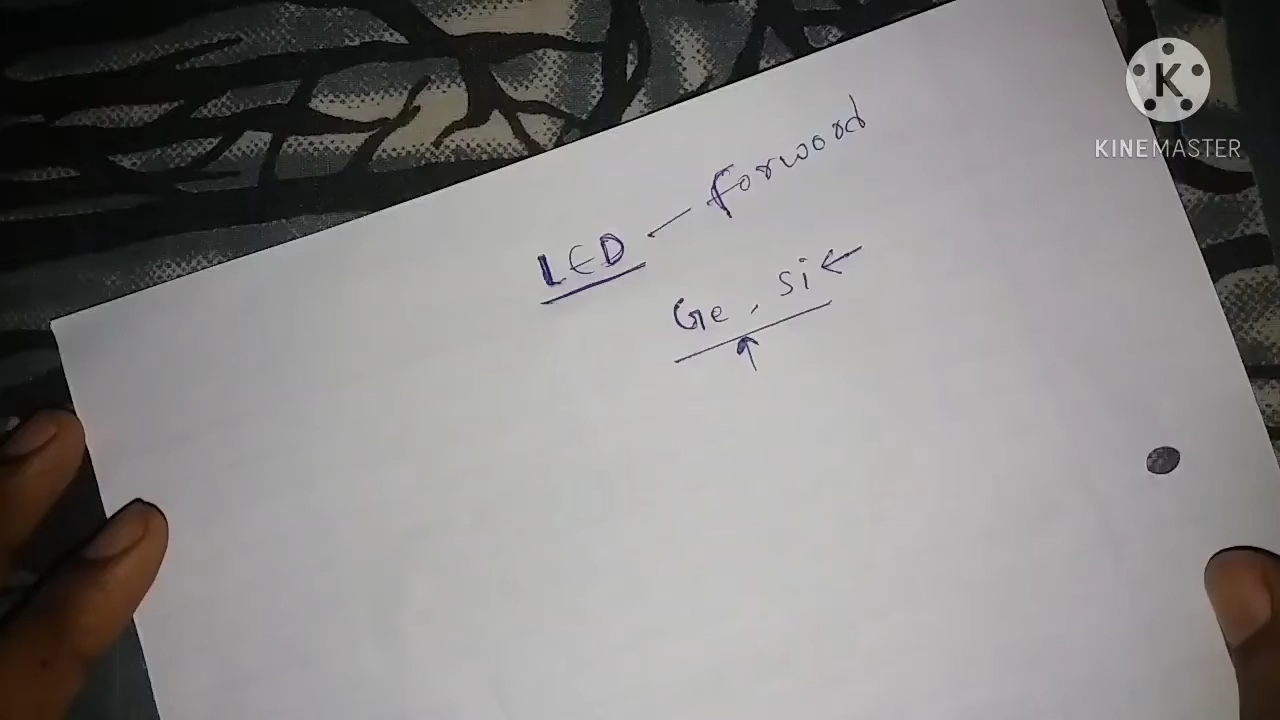 LED — Forword
Ge, Si ←
↑
K
KINEMASTER